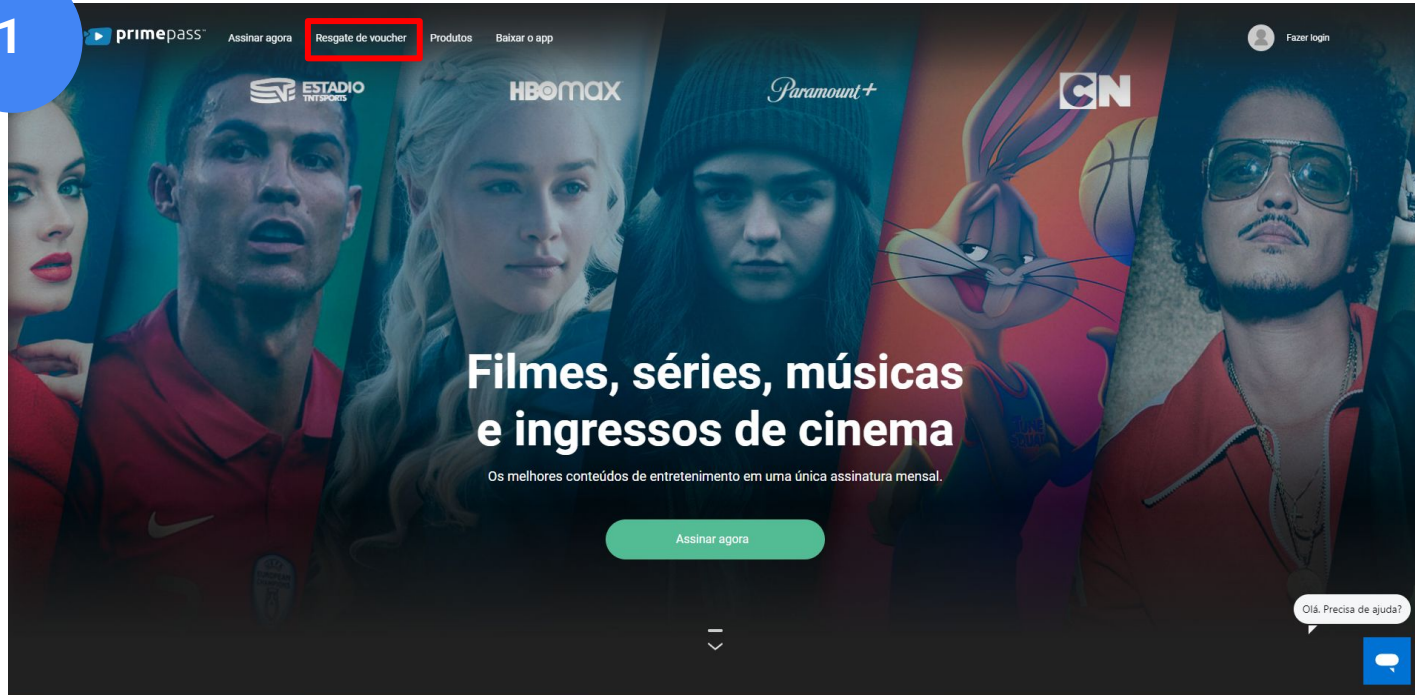 1
primepass
Assinar agora
Resgate de voucher
Produtos
Baixar o app
Fazer login
ESTADIO
TNT SPORTS
HBOMAX
Paramount+
CN
Filmes, séries, músicas
e ingressos de cinema
Os melhores conteúdos de entretenimento em uma única assinatura mensal.
Assinar agora
Olá. Precisa de ajuda?